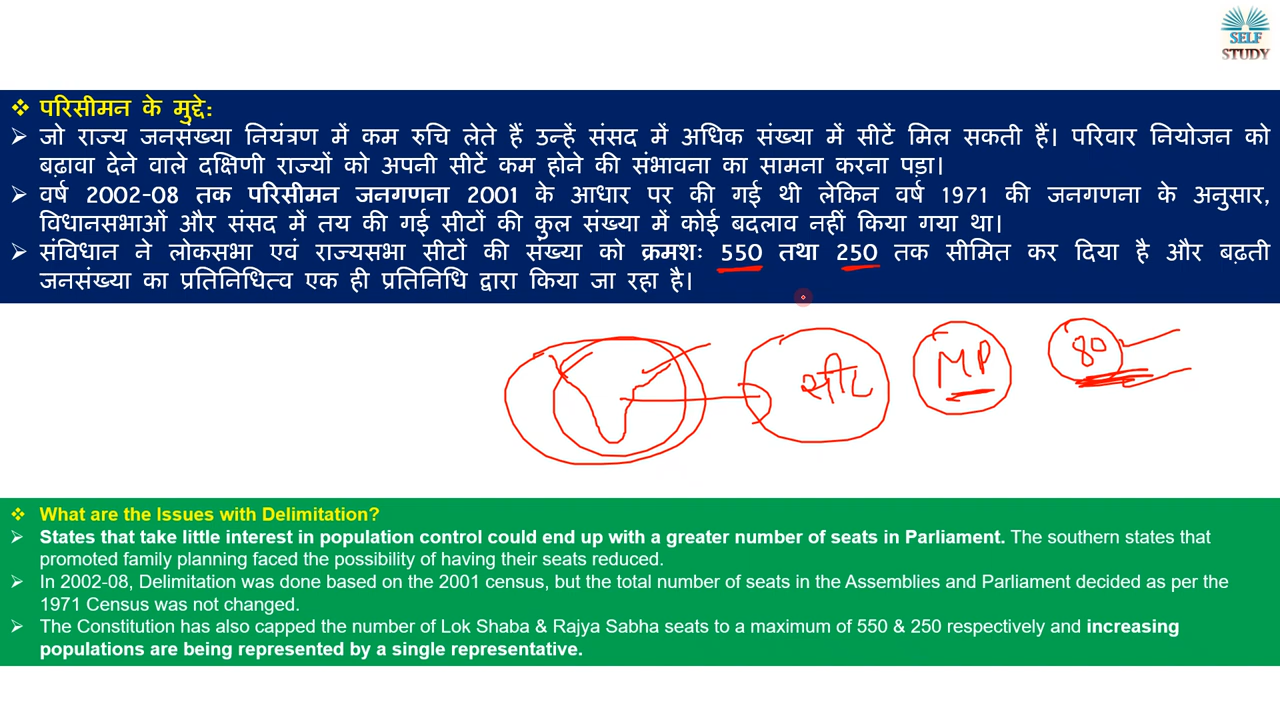 SELF
STUDY
❖ परिसीमन के मुद्दे:
➢ जो राज्य जनसंख्या नियंत्रण में कम रुचि लेते हैं उन्हें संसद में अधिक संख्या में सीटें मिल सकती हैं। परिवार नियोजन को
बढ़ावा देने वाले दक्षिणी राज्यों को अपनी सीटें कम होने की संभावना का सामना करना पड़ा।
➢ वर्ष 2002-08 तक परिसीमन जनगणना 2001 के आधार पर की गई थी लेकिन वर्ष 1971 की जनगणना के अनुसार,
विधानसभाओं और संसद में तय की गई सीटों की कुल संख्या में कोई बदलाव नहीं किया गया था।
➢ संविधान ने लोकसभा एवं राज्यसभा सीटों की संख्या को क्रमशः 550 तथा 250 तक सीमित कर दिया है और बढ़ती
जनसंख्या का प्रतिनिधित्व एक ही प्रतिनिधि द्वारा किया जा रहा है।
सीट MP 80
❖ What are the Issues with Delimitation?
➢ States that take little interest in population control could end up with a greater number of seats in Parliament. The southern states that
promoted family planning faced the possibility of having their seats reduced.
➢ In 2002-08, Delimitation was done based on the 2001 census, but the total number of seats in the Assemblies and Parliament decided as per the
1971 Census was not changed.
➢ The Constitution has also capped the number of Lok Shaba & Rajya Sabha seats to a maximum of 550 & 250 respectively and increasing
populations are being represented by a single representative.